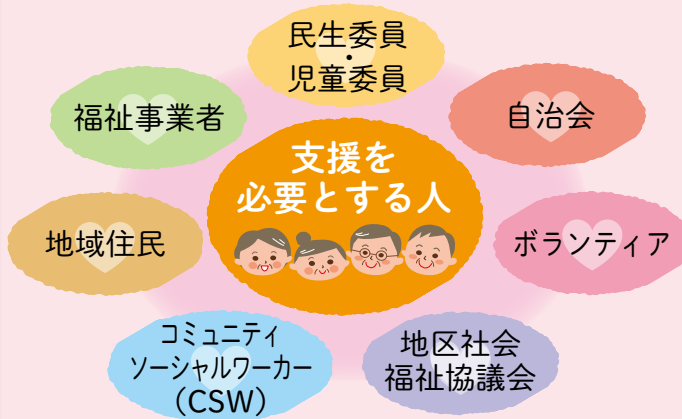 民生委員
・
児童委員
福祉事業者
自治会
支援を
必要とする人
地域住民
ボランティア
コミュニティ
ソーシャルワーカー
（CSW）
地区社会
福祉協議会